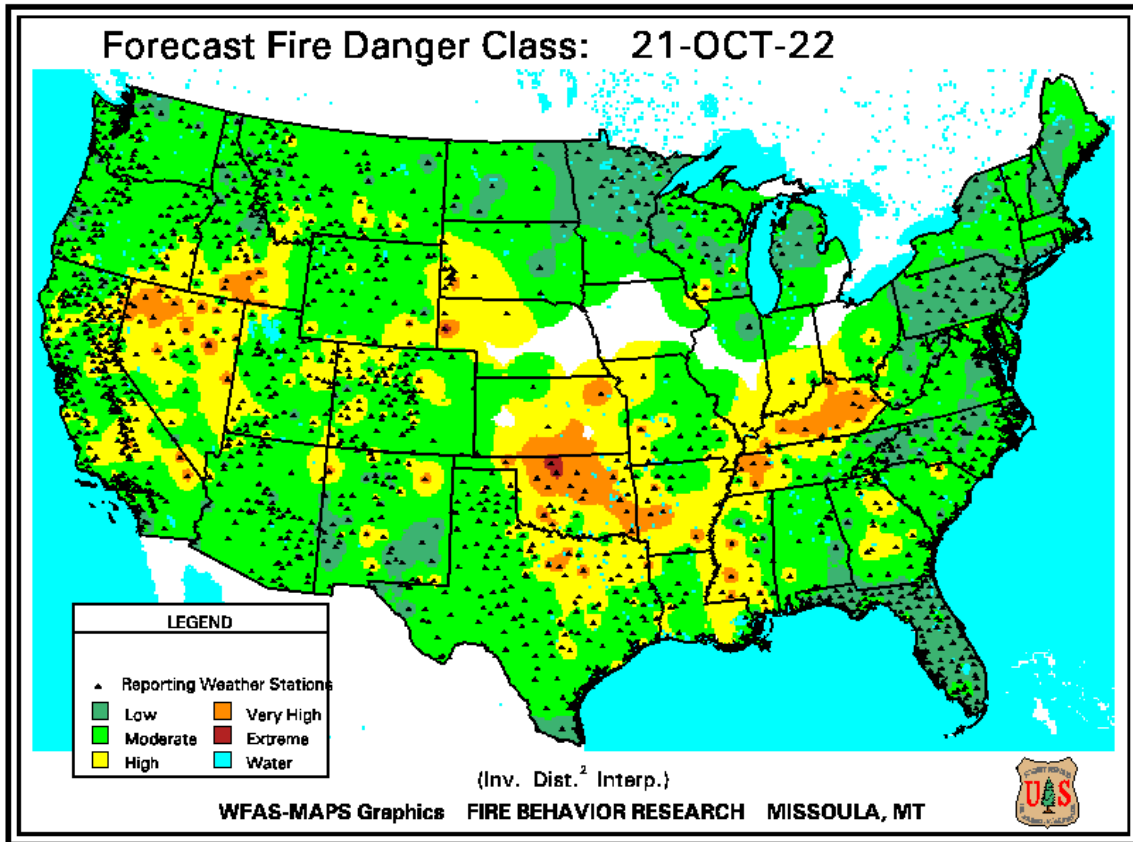 Forecast Fire Danger Class: 21-OCT-22
LEGEND
Reporting Weather Stations
Low
Very High
Moderate
Extreme
High
Water
(Inv. Dist.² Interp.)
WFAS-MAPS Graphics FIRE BEHAVIOR RESEARCH MISSOULA, MT
U S